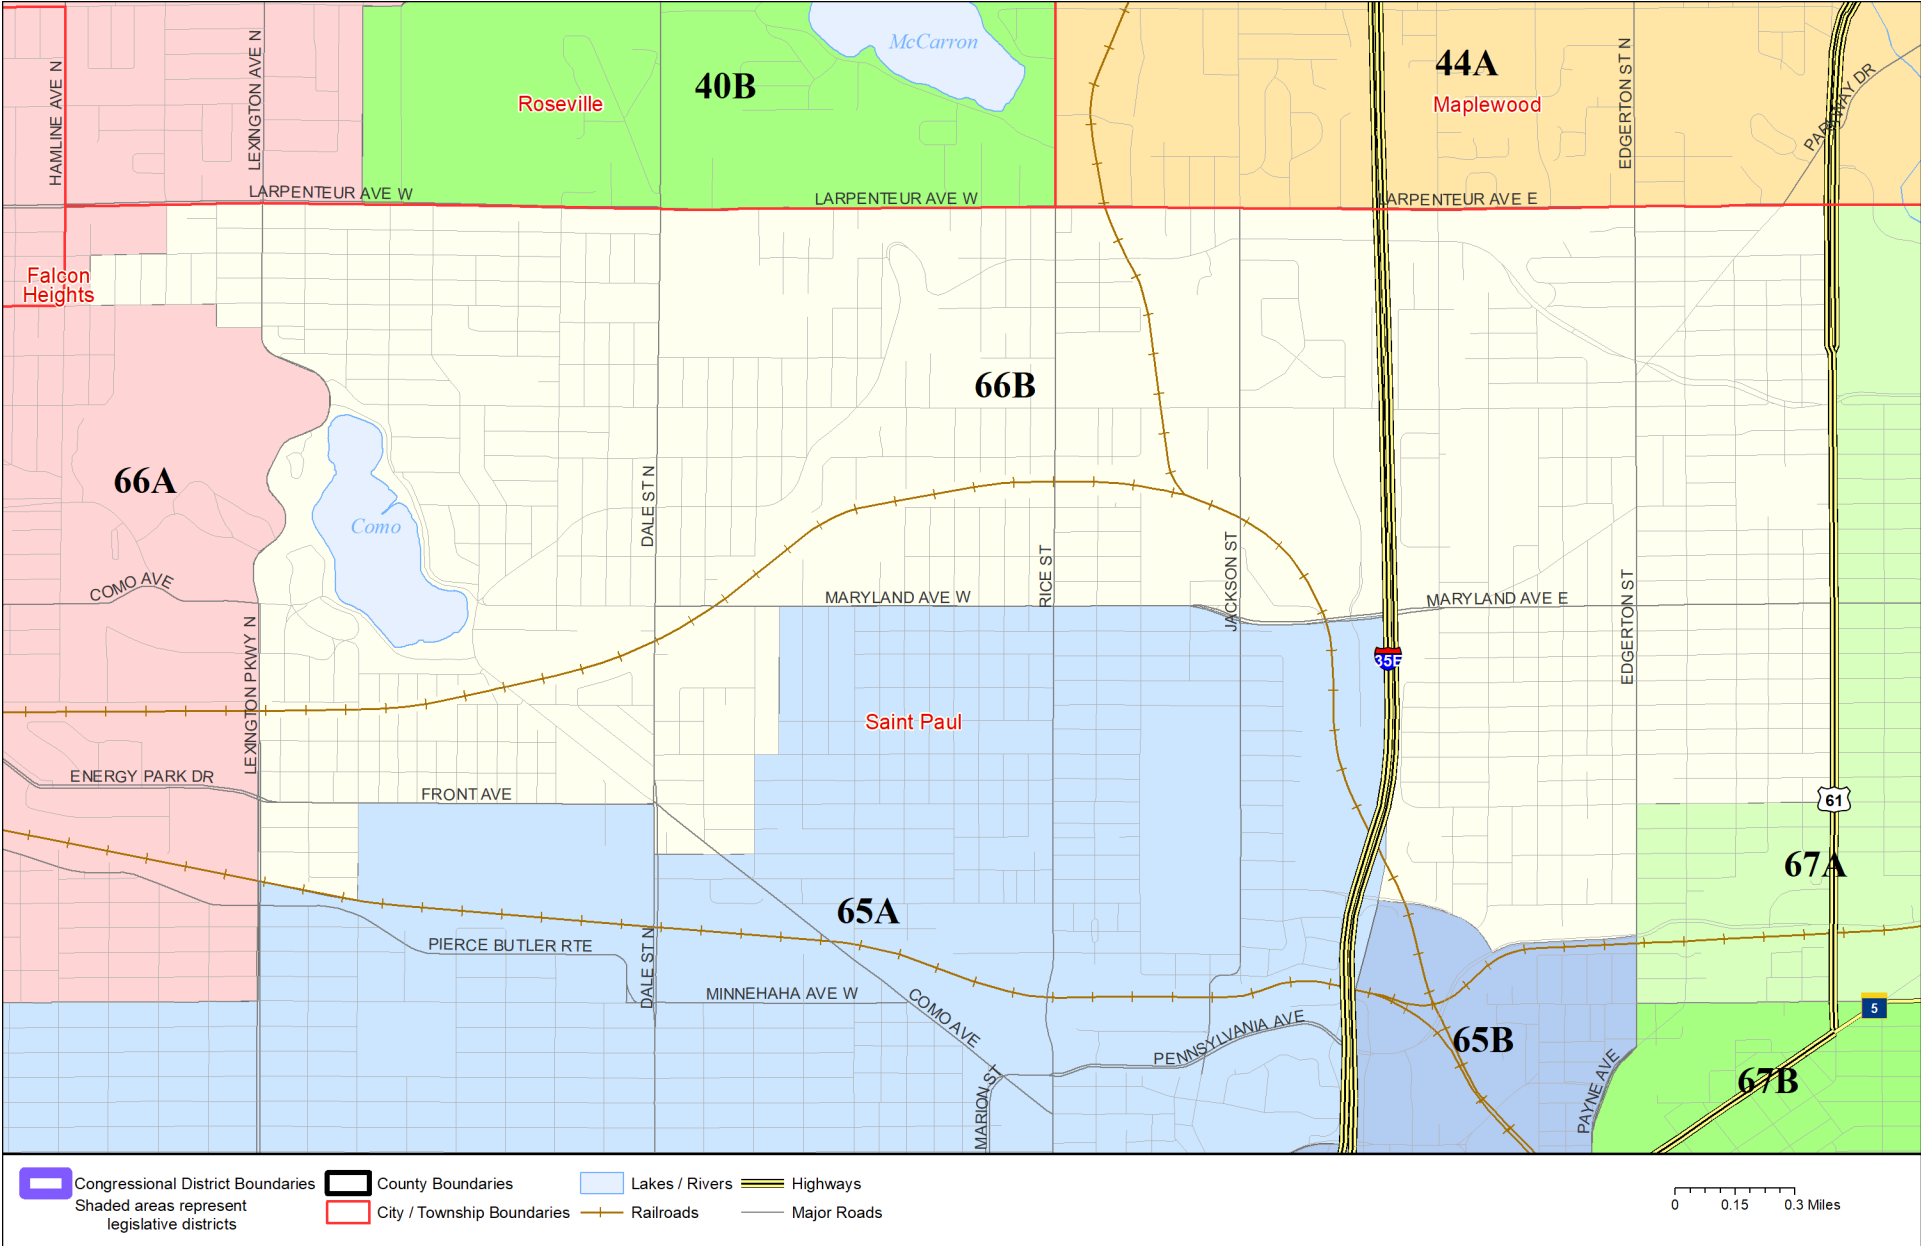 McCarron
40B
44A
Roseville
Maplewood
HAMLINE AVE N
LEXINGTON AVE N
EDGERTON ST N
PARKWAY DR
LARPENTEUR AVE W
LARPENTEUR AVE W
LARPENTEUR AVE E
Falcon
Heights
66B
66A
Como
DALE ST N
RICE ST
JACKSON ST
EDGERTON ST
COMO AVE
MARYLAND AVE W
MARYLAND AVE E
35E
LEXINGTON PKWY N
Saint Paul
ENERGY PARK DR
FRONT AVE
61
67A
65A
PIERCE BUTLER RTE
DALE ST N
MINNEHAHA AVE W
COMO AVE
PENNSYLVANIA AVE
5
65B
67B
MARION ST
PAYNE AVE
Congressional District Boundaries
Shaded areas represent
legislative districts
County Boundaries
City / Township Boundaries
Lakes / Rivers
Railroads
Highways
Major Roads
0 0.15 0.3 Miles